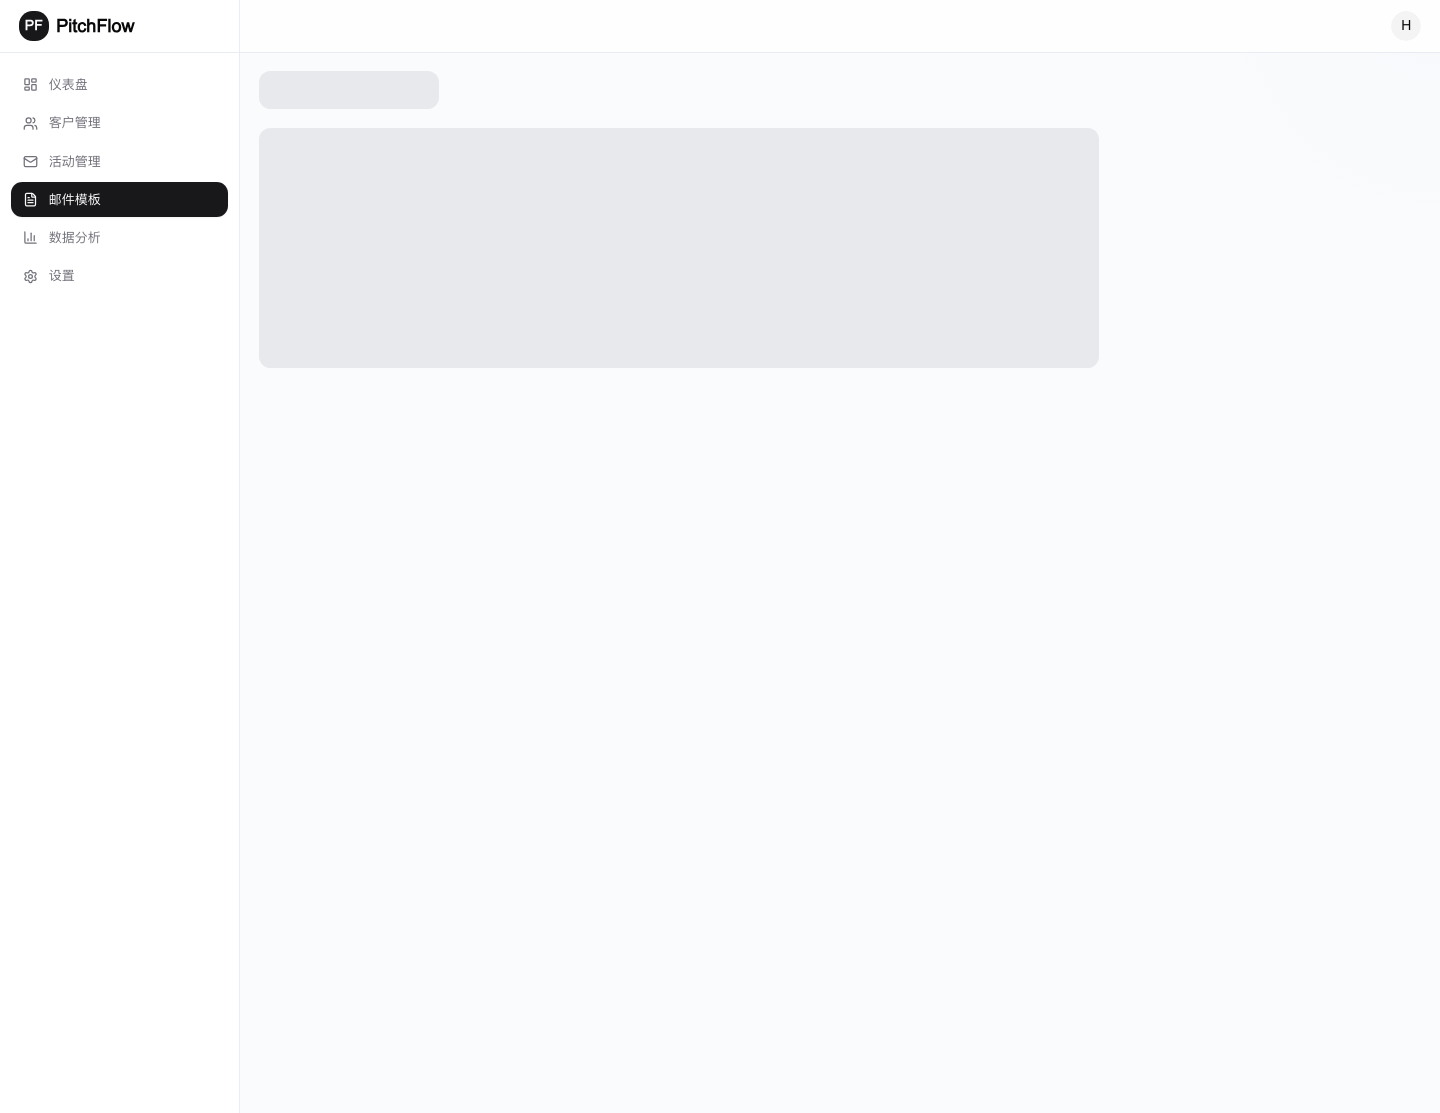 PF PitchFlow
H
仪表盘
客户管理
活动管理
邮件模板
数据分析
设置